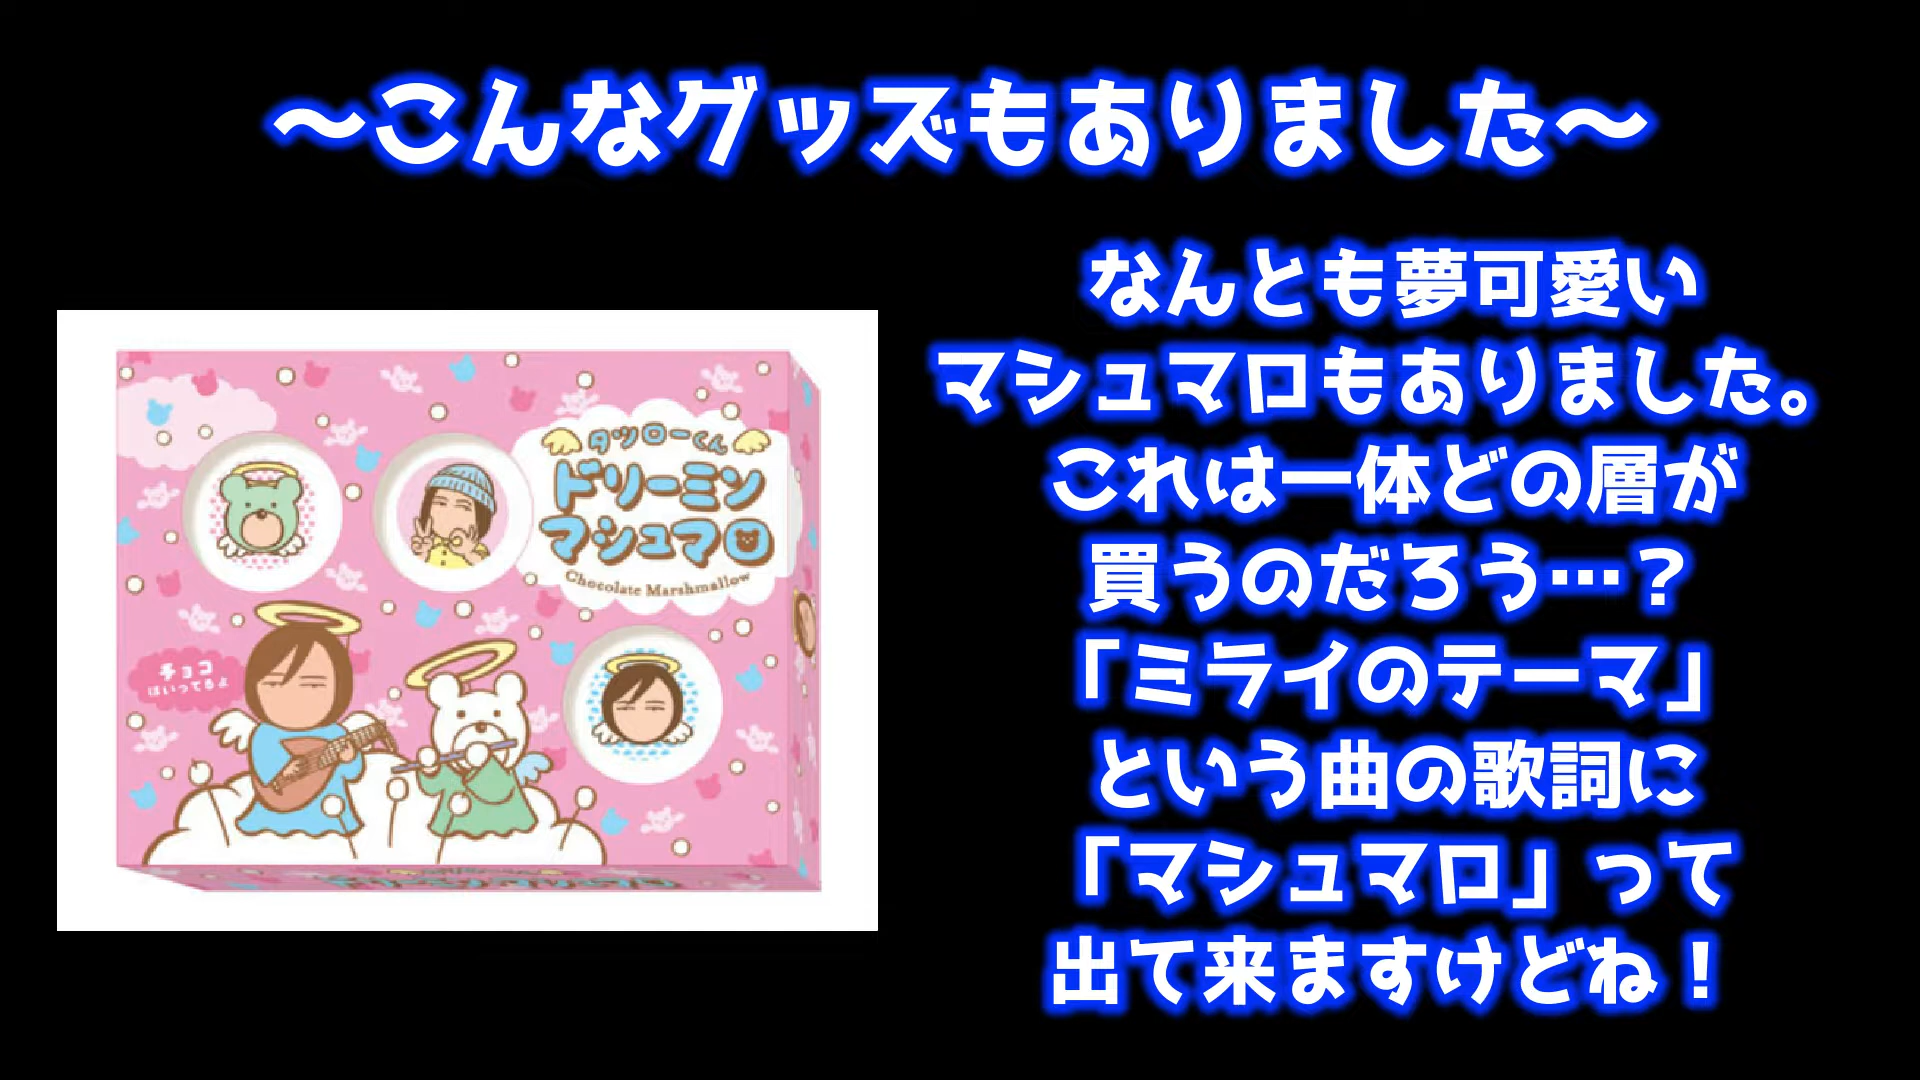 ～こんなグッズもありました～
なんとも夢可愛い
マシュマロもありました。
これは一体どの層が
買うのだろう…？
「ミライのテーマ」
という曲の歌詞に
「マシュマロ」って
出て来ますけどね！
タツローくん
ドリーミン
マシュマロ
Chocolate Marshmallow
チョコ
はいってるよ